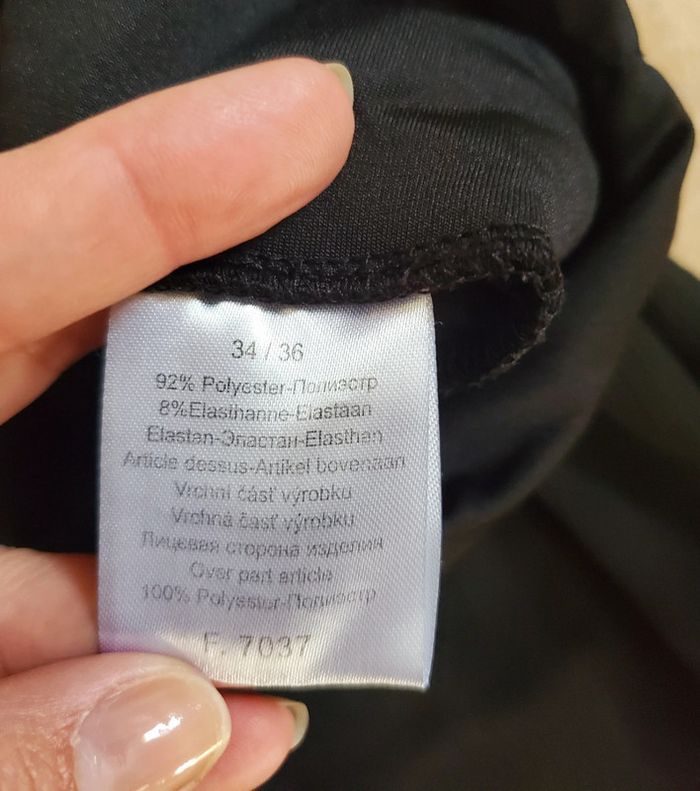 34 / 36
92% Polyester-Полиэстр
8%Elasthanne-Elastaan
Elastan-Эластан-Elasthan
Article dessus-Artikel bovenaan
Vrchní část výrobku
Vrchná časť výrobku
Лицевая сторона изделия
Over part article
100% Polyester-Полиэстр
F. 7037